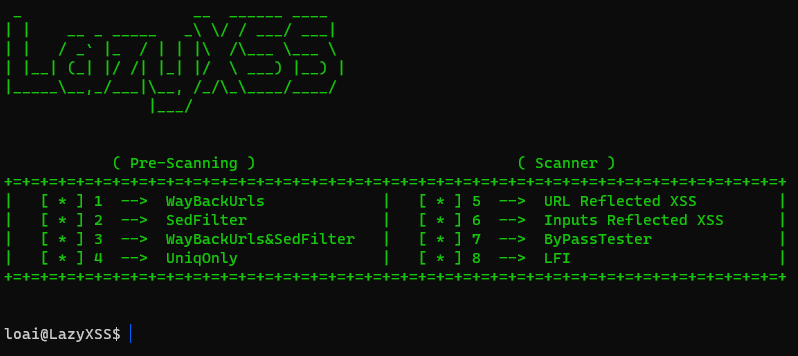 LazyXSS
( Pre-Scanning ) ( Scanner )
+=+=+=+=+=+=+=+=+=+=+=+=+=+=+=+=+=+=+=+=+=+=+=+=+=+=+=+=+=+=+=+=+=+=+=+=+=+=+=+=+=+=+
| [ * ] 1 --> WayBackUrls | [ * ] 5 --> URL Reflected XSS |
| [ * ] 2 --> SedFilter | [ * ] 6 --> Inputs Reflected XSS |
| [ * ] 3 --> WayBackUrls&SedFilter | [ * ] 7 --> ByPassTester |
| [ * ] 4 --> UniqOnly | [ * ] 8 --> LFI |
+=+=+=+=+=+=+=+=+=+=+=+=+=+=+=+=+=+=+=+=+=+=+=+=+=+=+=+=+=+=+=+=+=+=+=+=+=+=+=+=+=+=+
loai@LazyXSS$